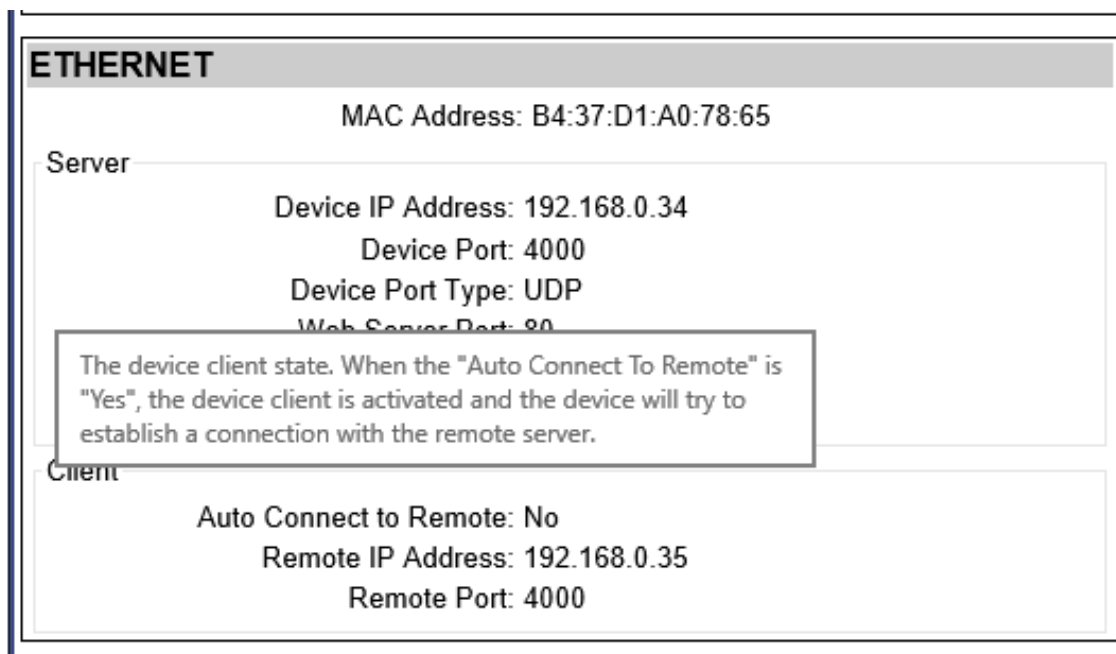 ETHERNET
MAC Address: B4:37:D1:A0:78:65
Server
Device IP Address: 192.168.0.34
Device Port: 4000
Device Port Type: UDP
Web Server Port: 80
The device client state. When the "Auto Connect To Remote" is
"Yes", the device client is activated and the device will try to
establish a connection with the remote server.
Client
Auto Connect to Remote: No
Remote IP Address: 192.168.0.35
Remote Port: 4000